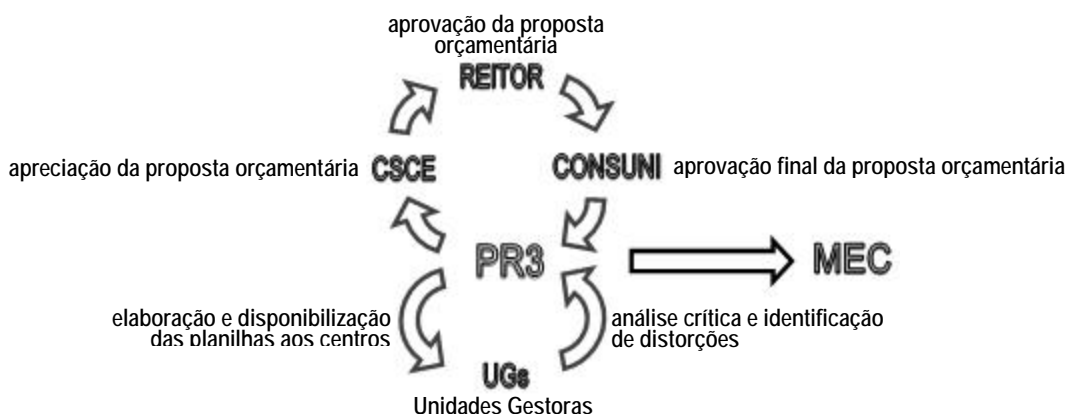 aprovação da proposta
orçamentária
REITOR
apreciação da proposta orçamentária CSCE
CONSUNI aprovação final da proposta orçamentária
PR3
MEC
elaboração e disponibilização
das planilhas aos centros
análise crítica e identificação
de distorções
UGs
Unidades Gestoras